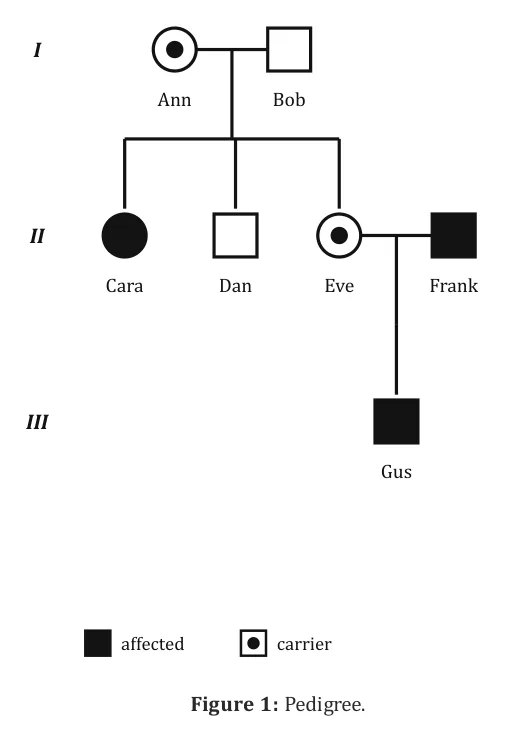 I
Ann Bob
II
Cara Dan Eve Frank
III
Gus
affected carrier
Figure 1: Pedigree.